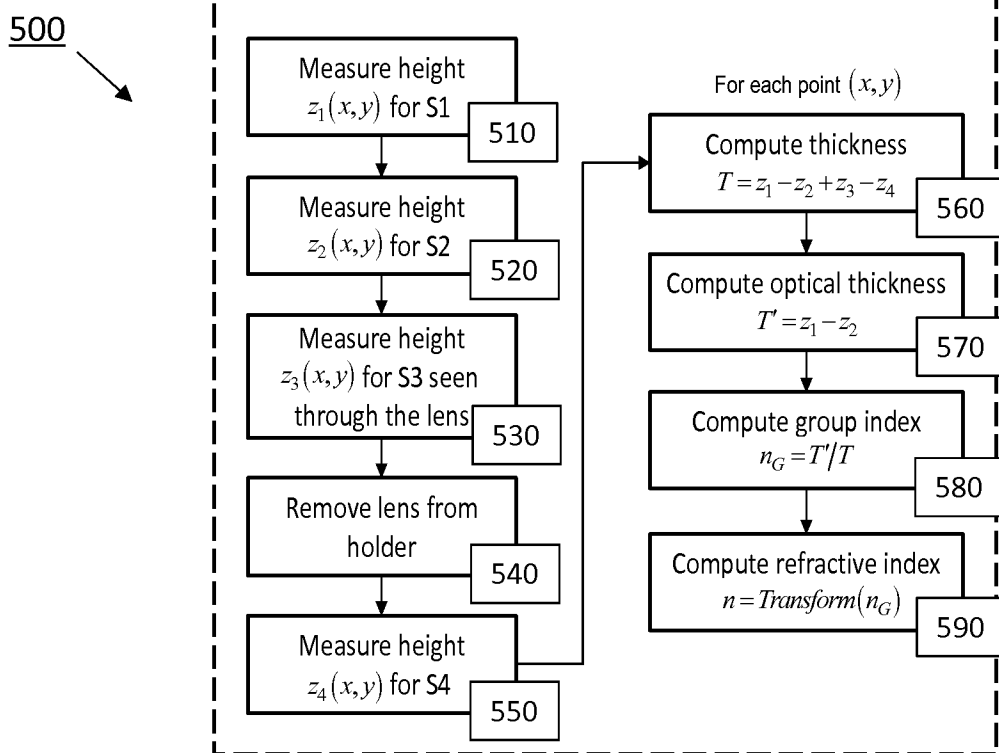 500
Measure height
z₁(x,y) for S1
510
Measure height
z₂(x,y) for S2
520
Measure height
z₃(x,y) for S3 seen
through the lens
530
Remove lens from
holder
540
Measure height
z₄(x,y) for S4
550
For each point (x,y)
Compute thickness
T = z₁ − z₂ + z₃ − z₄
560
Compute optical thickness
T′ = z₁ − z₂
570
Compute group index
n_G = T′/T
580
Compute refractive index
n = Transform(n_G)
590